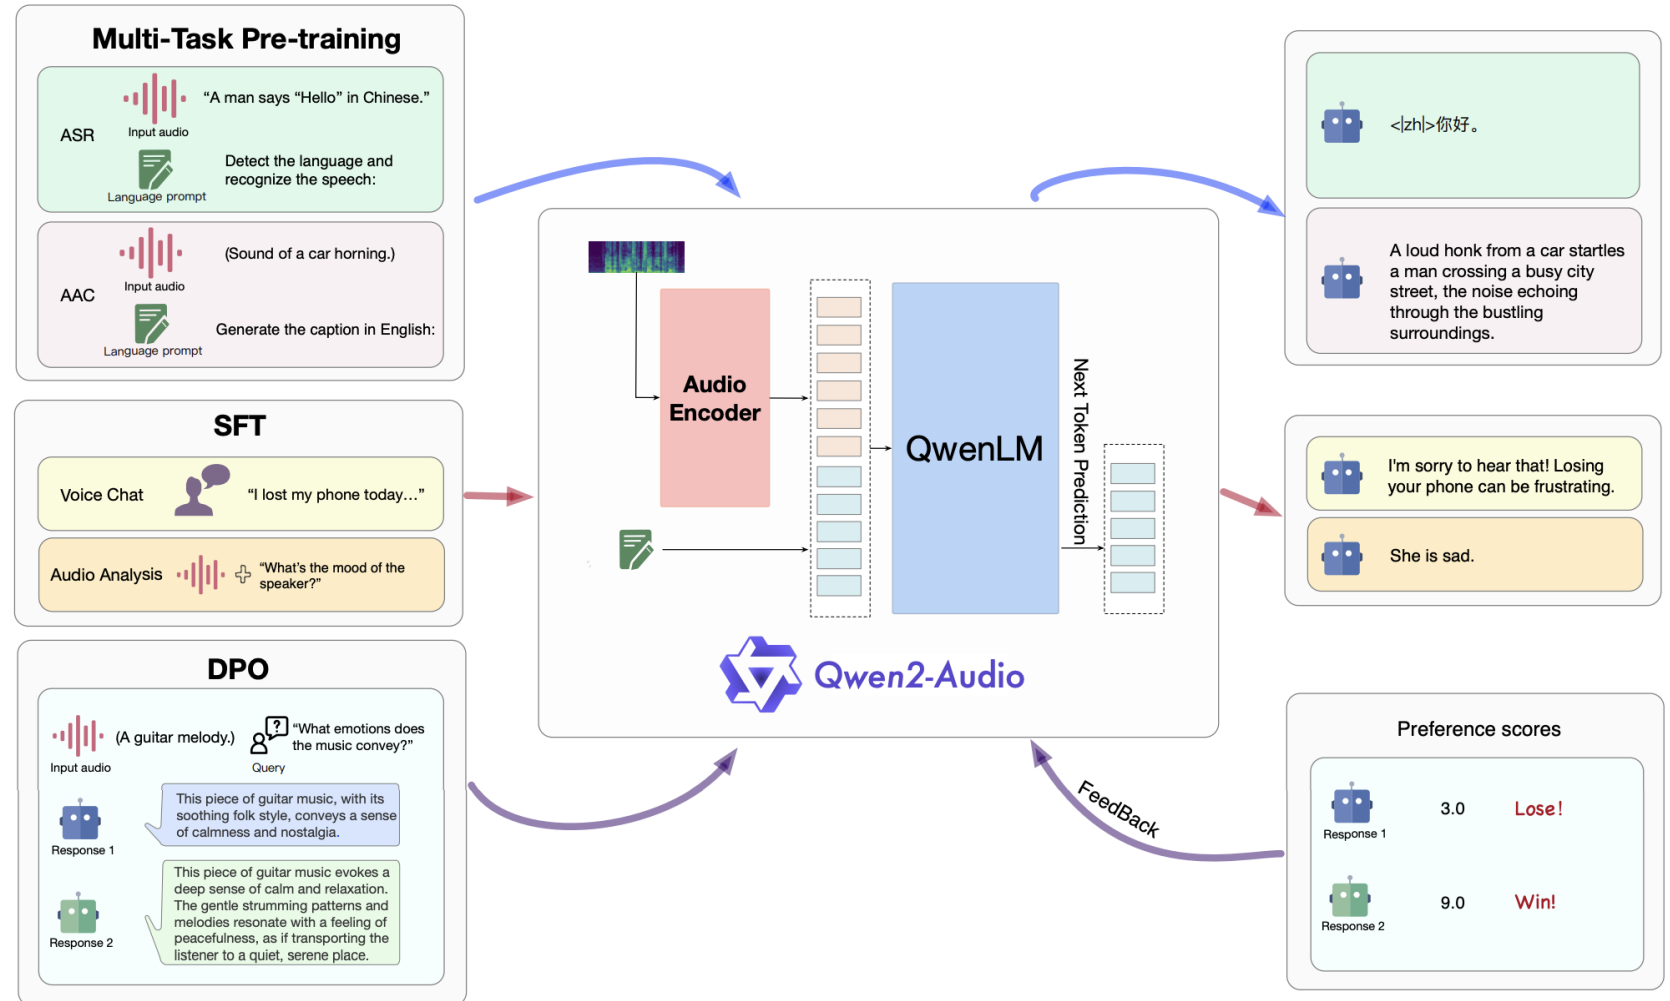 Multi-Task Pre-training
ASR
Input audio
“A man says “Hello” in Chinese.”
Language prompt
Detect the language and
recognize the speech:
AAC
Input audio
(Sound of a car horning.)
Language prompt
Generate the caption in English:
SFT
Voice Chat
“I lost my phone today…”
Audio Analysis
“What’s the mood of the
speaker?”
DPO
Input audio
(A guitar melody.)
Query
“What emotions does
the music convey?”
Response 1
This piece of guitar music, with its
soothing folk style, conveys a sense
of calmness and nostalgia.
Response 2
This piece of guitar music evokes a
deep sense of calm and relaxation.
The gentle strumming patterns and
melodies resonate with a feeling of
peacefulness, as if transporting the
listener to a quiet, serene place.
Audio
Encoder
QwenLM
Next Token Prediction
Qwen2-Audio
<|zh|>你好。
A loud honk from a car startles
a man crossing a busy city
street, the noise echoing
through the bustling
surroundings.
I'm sorry to hear that! Losing
your phone can be frustrating.
She is sad.
FeedBack
Preference scores
Response 1
3.0
Lose!
Response 2
9.0
Win!